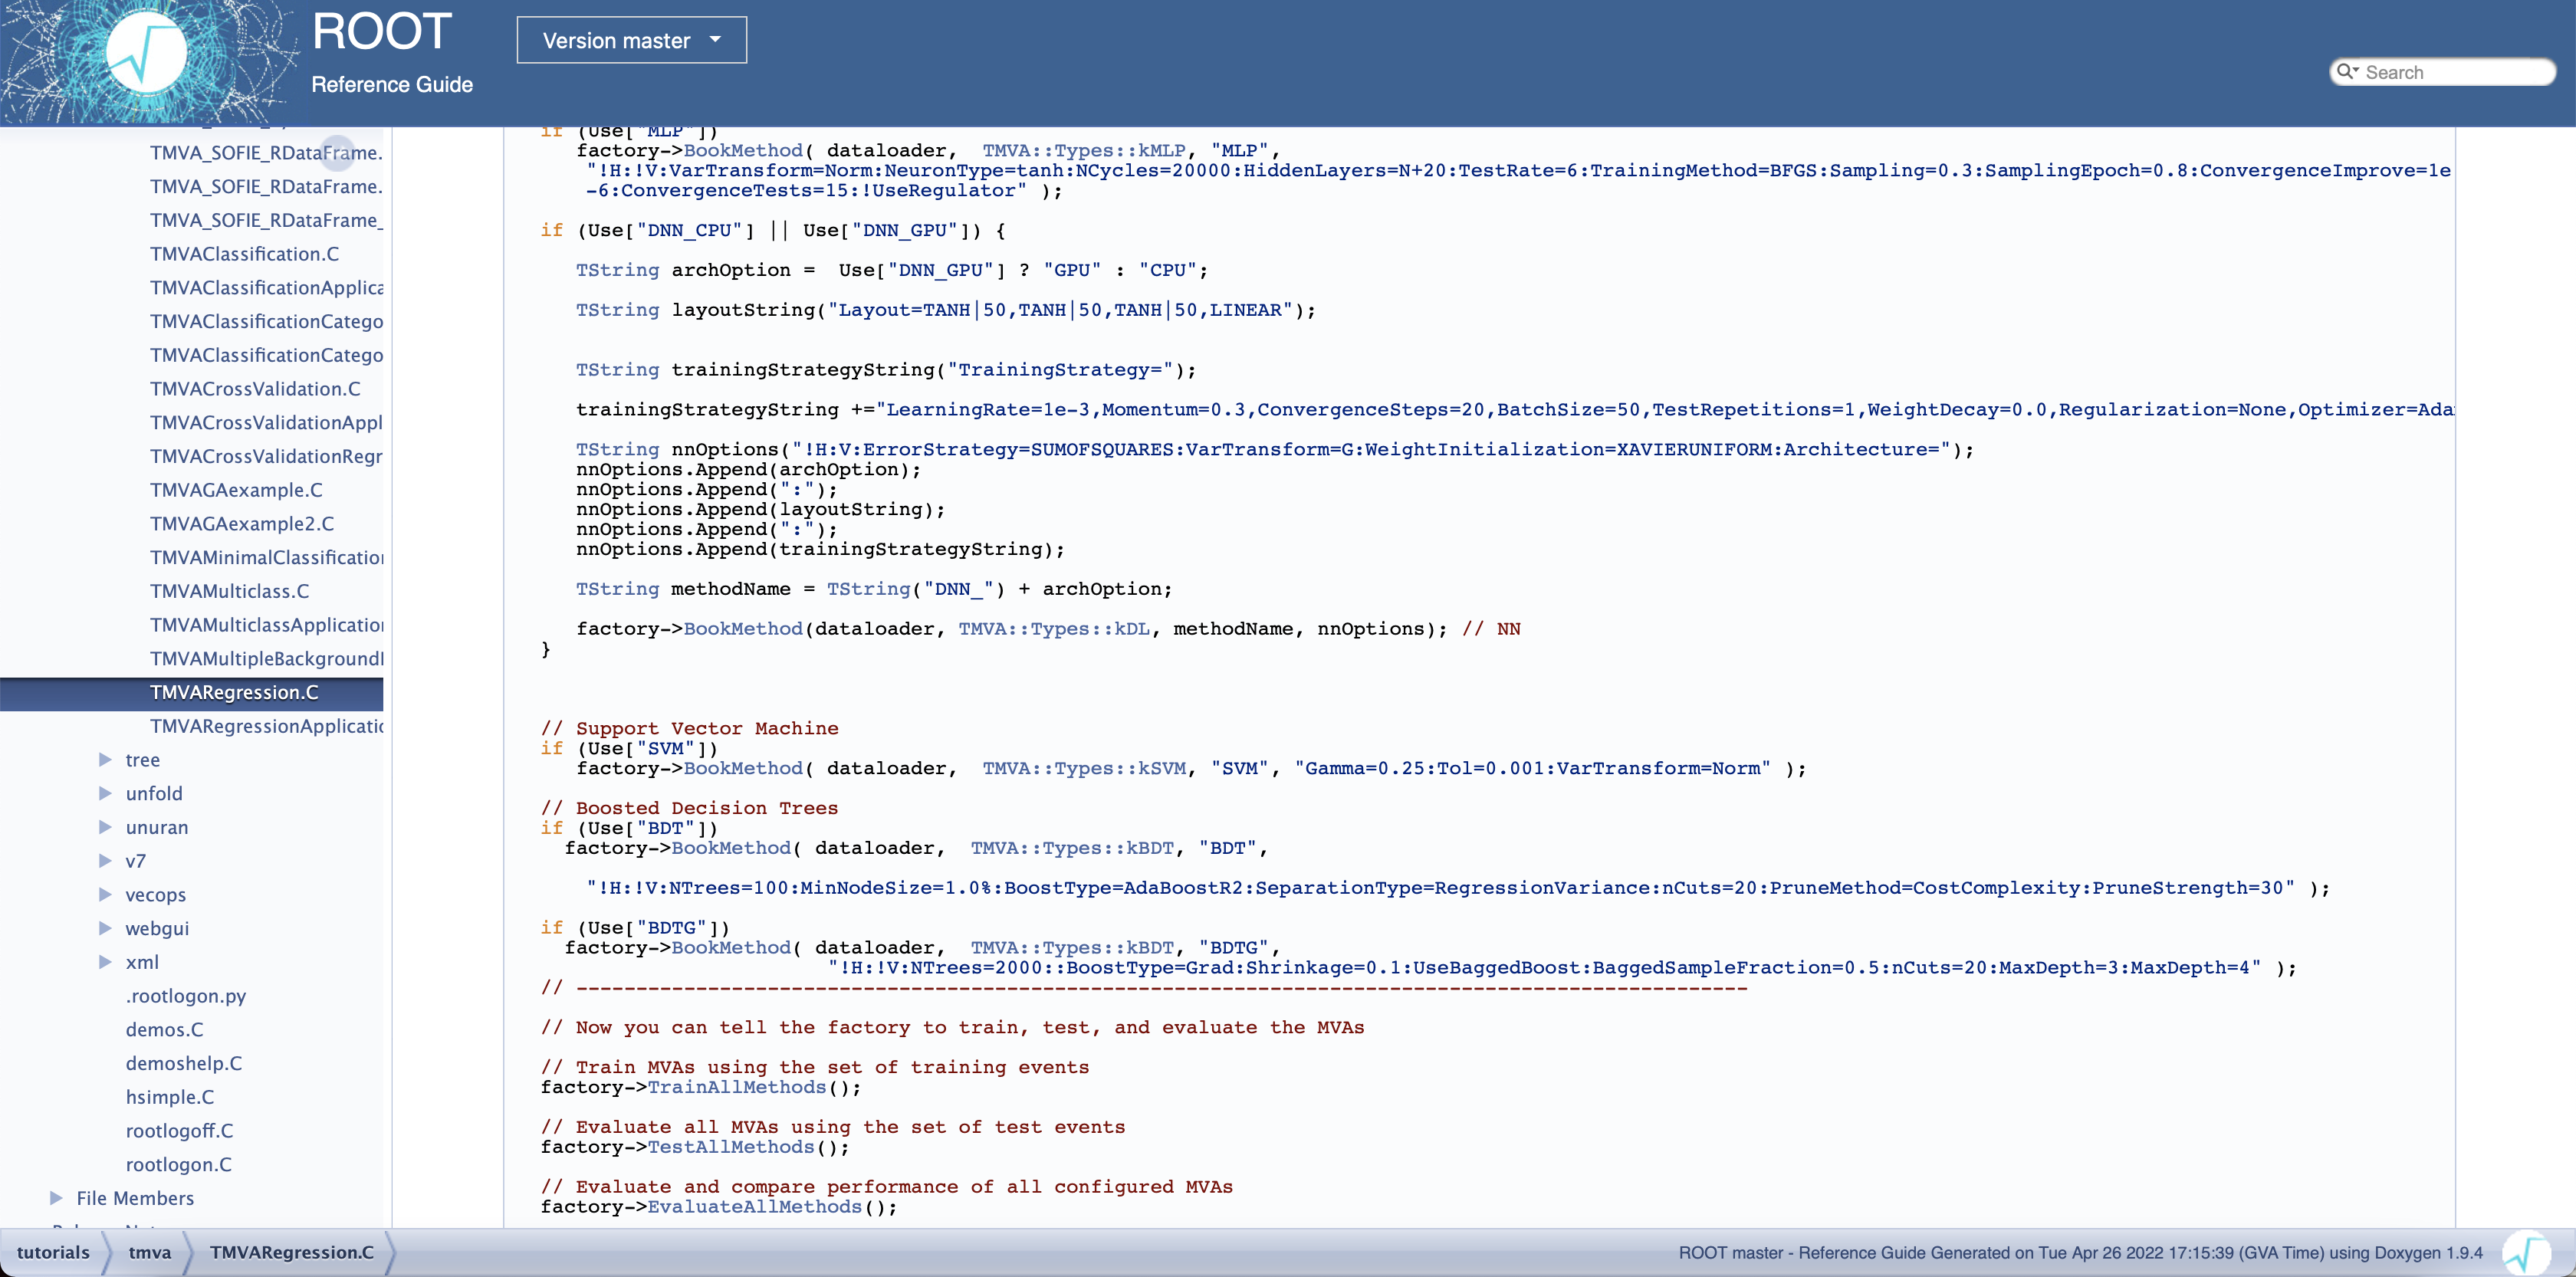 ROOT
Version master
Reference Guide
Search
TMVA_SOFIE_RDataFrame.
TMVA_SOFIE_RDataFrame.
TMVA_SOFIE_RDataFrame_
TMVAClassification.C
TMVAClassificationApplica
TMVAClassificationCatego
TMVAClassificationCatego
TMVACrossValidation.C
TMVACrossValidationAppl
TMVACrossValidationRegr
TMVAGAexample.C
TMVAGAexample2.C
TMVAMinimalClassification
TMVAMulticlass.C
TMVAMulticlassApplication
TMVAMultipleBackground
TMVARegression.C
TMVARegressionApplicatio
tree
unfold
unuran
v7
vecops
webgui
xml
.rootlogon.py
demos.C
demoshelp.C
hsimple.C
rootlogoff.C
rootlogon.C
File Members
if (Use["MLP"])
factory->BookMethod( dataloader,  TMVA::Types::kMLP, "MLP",
"!H:!V:VarTransform=Norm:NeuronType=tanh:NCycles=20000:HiddenLayers=N+20:TestRate=6:TrainingMethod=BFGS:Sampling=0.3:SamplingEpoch=0.8:ConvergenceImprove=1e
-6:ConvergenceTests=15:!UseRegulator" );
if (Use["DNN_CPU"] || Use["DNN_GPU"]) {
TString archOption =  Use["DNN_GPU"] ? "GPU" : "CPU";
TString layoutString("Layout=TANH|50,TANH|50,TANH|50,LINEAR");
TString trainingStrategyString("TrainingStrategy=");
trainingStrategyString +="LearningRate=1e-3,Momentum=0.3,ConvergenceSteps=20,BatchSize=50,TestRepetitions=1,WeightDecay=0.0,Regularization=None,Optimizer=Ada
TString nnOptions("!H:V:ErrorStrategy=SUMOFSQUARES:VarTransform=G:WeightInitialization=XAVIERUNIFORM:Architecture=");
nnOptions.Append(archOption);
nnOptions.Append(":");
nnOptions.Append(layoutString);
nnOptions.Append(":");
nnOptions.Append(trainingStrategyString);
TString methodName = TString("DNN_") + archOption;
factory->BookMethod(dataloader, TMVA::Types::kDL, methodName, nnOptions); // NN
}
// Support Vector Machine
if (Use["SVM"])
factory->BookMethod( dataloader,  TMVA::Types::kSVM, "SVM", "Gamma=0.25:Tol=0.001:VarTransform=Norm" );
// Boosted Decision Trees
if (Use["BDT"])
factory->BookMethod( dataloader,  TMVA::Types::kBDT, "BDT",
"!H:!V:NTrees=100:MinNodeSize=1.0%:BoostType=AdaBoostR2:SeparationType=RegressionVariance:nCuts=20:PruneMethod=CostComplexity:PruneStrength=30" );
if (Use["BDTG"])
factory->BookMethod( dataloader,  TMVA::Types::kBDT, "BDTG",
"!H:!V:NTrees=2000::BoostType=Grad:Shrinkage=0.1:UseBaggedBoost:BaggedSampleFraction=0.5:nCuts=20:MaxDepth=3:MaxDepth=4" );
// --------------------------------------------------------------------------------------------------
// Now you can tell the factory to train, test, and evaluate the MVAs
// Train MVAs using the set of training events
factory->TrainAllMethods();
// Evaluate all MVAs using the set of test events
factory->TestAllMethods();
// Evaluate and compare performance of all configured MVAs
factory->EvaluateAllMethods();
tutorials
tmva
TMVARegression.C
ROOT master - Reference Guide Generated on Tue Apr 26 2022 17:15:39 (GVA Time) using Doxygen 1.9.4